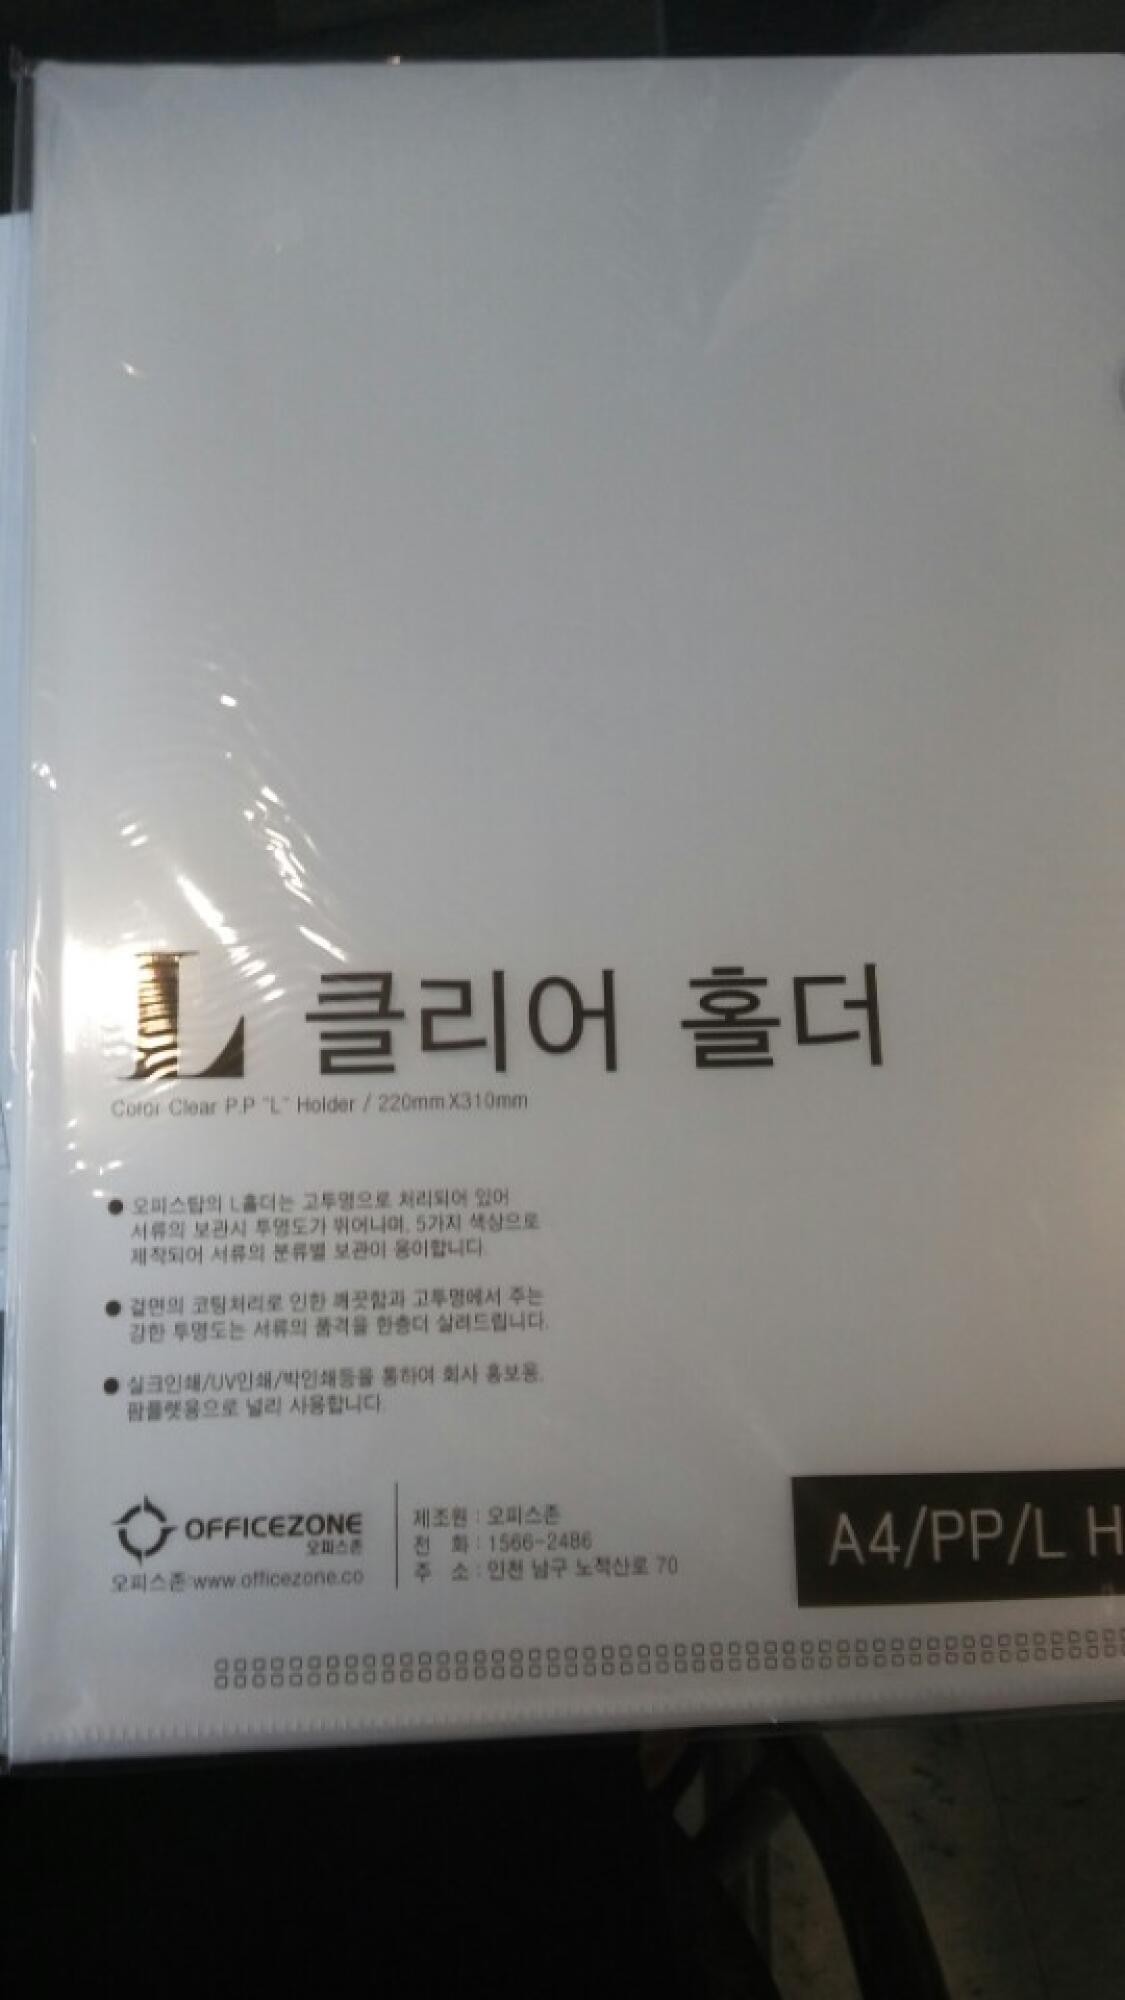 L 클리어 홀더
Color Clear P.P "L" Holder / 220mmX310mm
● 오피스탑의 L홀더는 고투명으로 처리되어 있어
서류의 보관시 투명도가 뛰어나며, 5가지 색상으로
제작되어 서류의 분류별 보관이 용이합니다.
● 겉면의 코팅처리로 인한 깨끗함과 고투명에서 주는
강한 투명도는 서류의 품격을 한층더 살려드립니다.
● 실크인쇄/UV인쇄/박인쇄등을 통하여 회사 홍보용,
팜플렛용으로 널리 사용합니다.
OFFICEZONE
오피스존
오피스존:www.officezone.co
제조원 : 오피스존
전 화 : 1566-2486
주 소 : 인천 남구 노적산로 70
A4/PP/L H